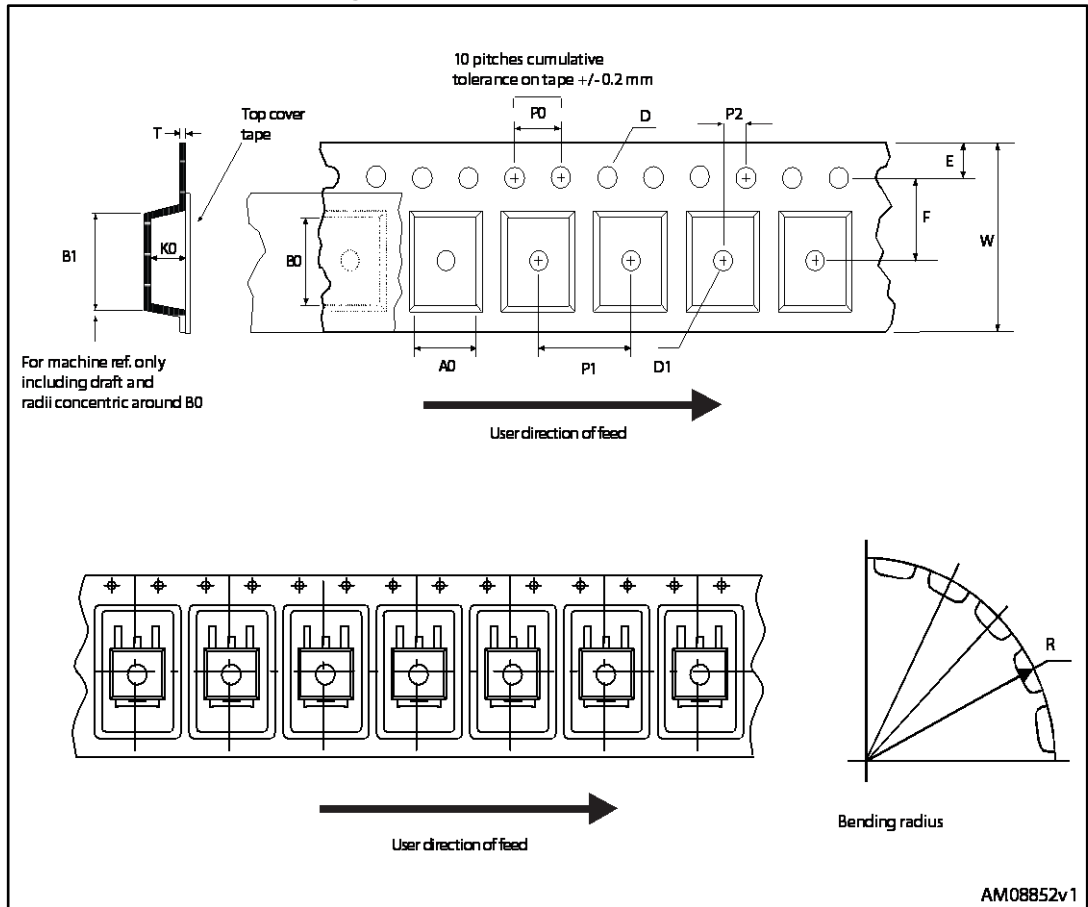 10 pitches cumulative
tolerance on tape +/- 0.2 mm
Top cover
tape
T
P0
D
P2
E
F
W
B1
K0
B0
For machine ref. only
including draft and
radii concentric around B0
A0
P1
D1
User direction of feed
R
Bending radius
User direction of feed
AM08852v1